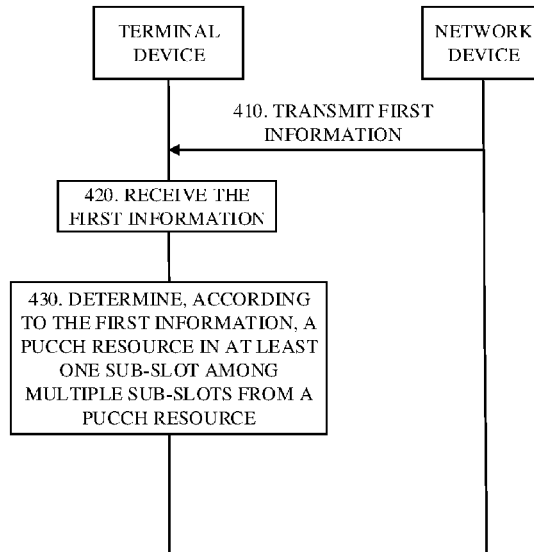 TERMINAL
DEVICE
NETWORK
DEVICE
410. TRANSMIT FIRST
INFORMATION
420. RECEIVE THE
FIRST INFORMATION
430. DETERMINE, ACCORDING
TO THE FIRST INFORMATION, A
PUCCH RESOURCE IN AT LEAST
ONE SUB-SLOT AMONG
MULTIPLE SUB-SLOTS FROM A
PUCCH RESOURCE